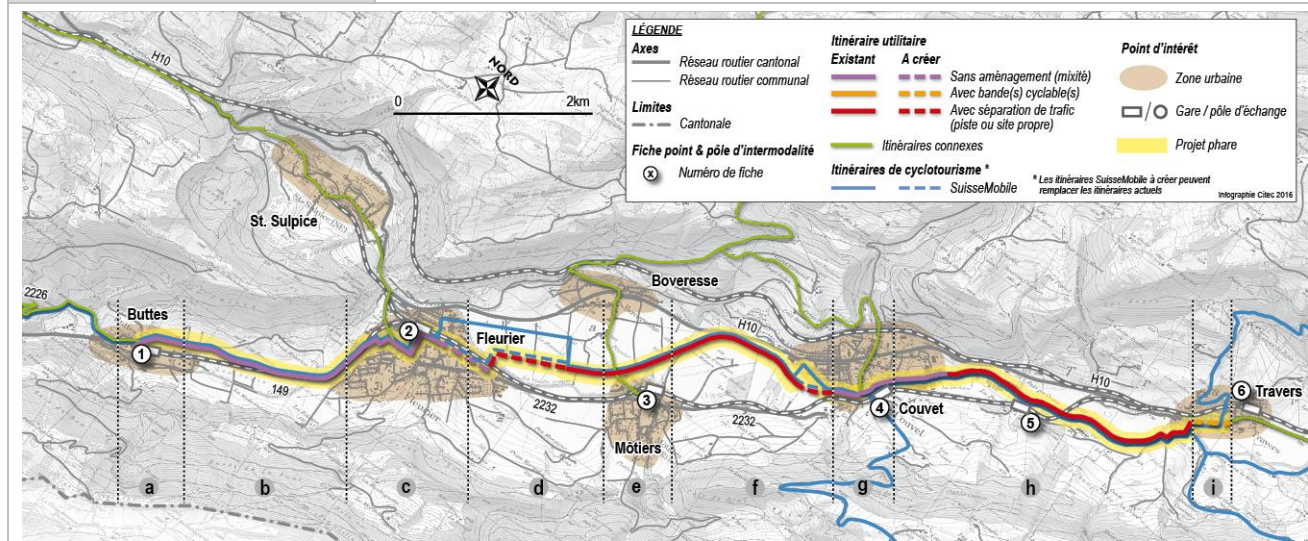 LÉGENDE
Axes
Réseau routier cantonal
Réseau routier communal
Limites
Cantonale
Fiche point & pôle d'intermodalité
x Numéro de fiche
Itinéraire utilitaire
Existant A créer
Sans aménagement (mixité)
Avec bande(s) cyclable(s)
Avec séparation de trafic
(piste ou site propre)
Itinéraires connexes
Itinéraires de cyclotourisme *
SuisseMobile
Point d'intérêt
Zone urbaine
Gare / pôle d'échange
Projet phare
* Les itinéraires SuisseMobile à créer peuvent
remplacer les itinéraires actuels
Infographie Citec 2016
NORD
0 2km
H10
St. Sulpice
Boveresse
2226
Buttes
1
149
2
Fleurier
2232
3
Môtiers
H10
2232
4
Couvet
5
H10
6
Travers
a b c d e f g h i